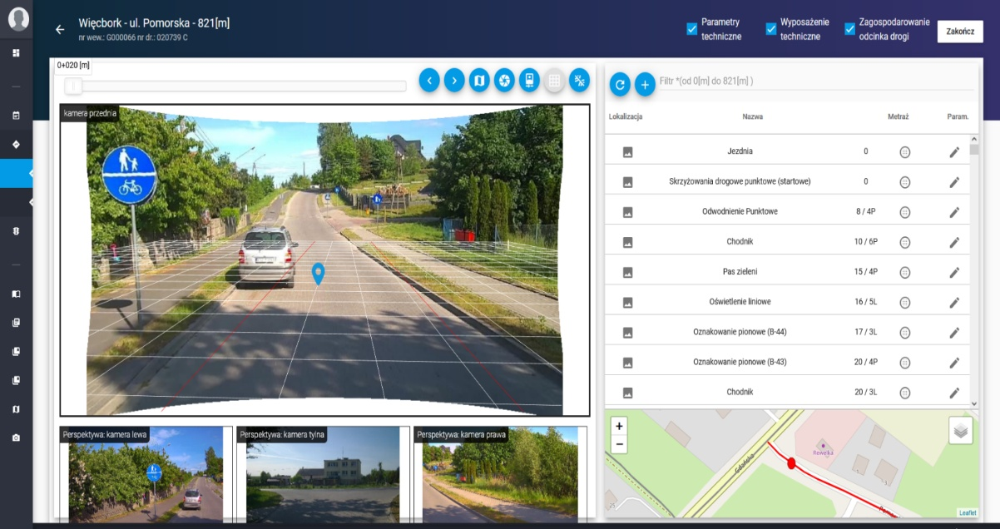 Więcbork - ul. Pomorska - 821[m]
nr wew.: G000066 nr dr.: 020739 C
Parametry
techniczne
Wyposażenie
techniczne
Zagospodarowanie
odcinka drogi
Zakończ
0+020 [m]
kamera przednia
Perspektywa: kamera lewa
Perspektywa: kamera tylna
Perspektywa: kamera prawa
Filtr *(od 0[m] do 821[m] )
Lokalizacja Nazwa Metraż Param.
Jezdnia 0
Skrzyżowania drogowe punktowe (startowe) 0
Odwodnienie Punktowe 8 / 4P
Chodnik 10 / 6P
Pas zieleni 15 / 4P
Oświetlenie liniowe 16 / 5L
Oznakowanie pionowe (B-44) 17 / 3L
Oznakowanie pionowe (B-43) 20 / 4P
Chodnik 20 / 3L
+
−
Gdańska
Rewelka
Leaflet